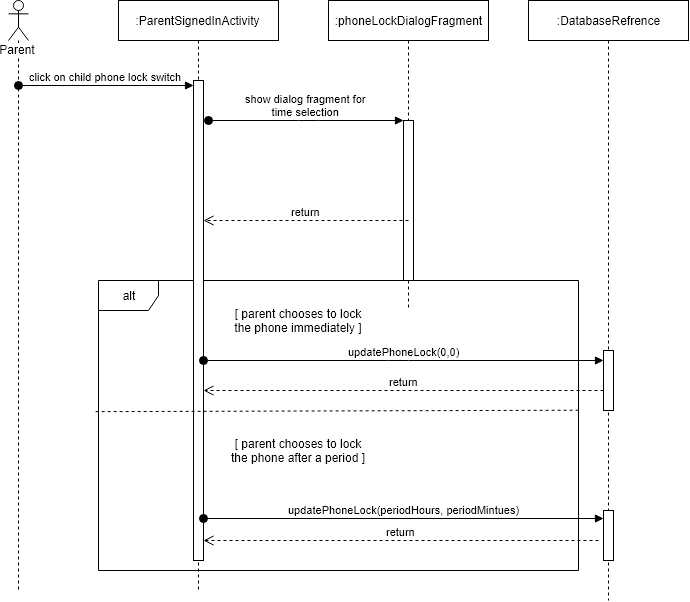 :ParentSignedInActivity
:phoneLockDialogFragment
:DatabaseRefrence
Parent
click on child phone lock switch
show dialog fragment for
time selection
return
alt
[ parent chooses to lock
the phone immediately ]
updatePhoneLock(0,0)
return
[ parent chooses to lock
the phone after a period ]
updatePhoneLock(periodHours, periodMintues)
return